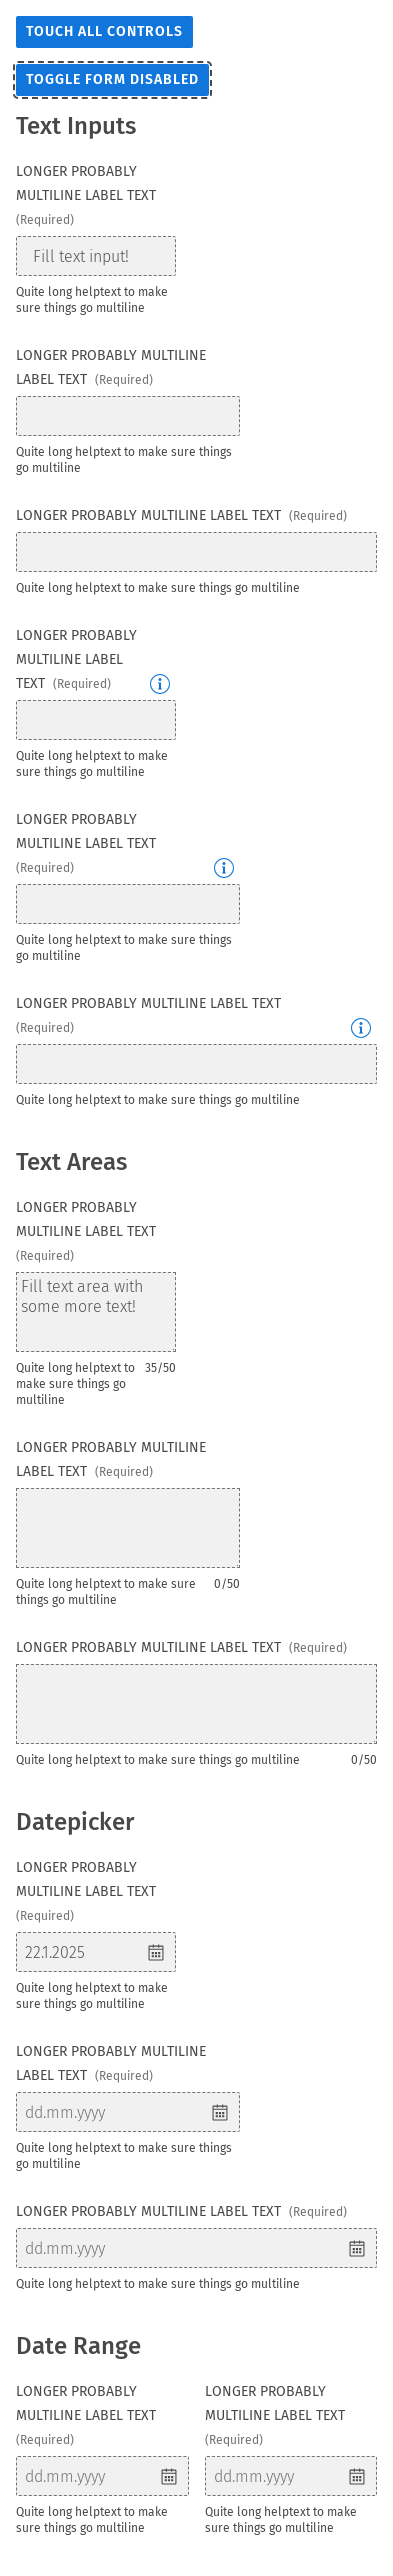 TOUCH ALL CONTROLS
TOGGLE FORM DISABLED
Text Inputs
LONGER PROBABLY
MULTILINE LABEL TEXT
(Required)
Fill text input!
Quite long helptext to make
sure things go multiline
LONGER PROBABLY MULTILINE
LABEL TEXT (Required)
Quite long helptext to make sure things
go multiline
LONGER PROBABLY MULTILINE LABEL TEXT (Required)
Quite long helptext to make sure things go multiline
LONGER PROBABLY
MULTILINE LABEL
TEXT (Required)
Quite long helptext to make
sure things go multiline
LONGER PROBABLY
MULTILINE LABEL TEXT
(Required)
Quite long helptext to make sure things
go multiline
LONGER PROBABLY MULTILINE LABEL TEXT
(Required)
Quite long helptext to make sure things go multiline
Text Areas
LONGER PROBABLY
MULTILINE LABEL TEXT
(Required)
Fill text area with
some more text!
Quite long helptext to 35/50
make sure things go
multiline
LONGER PROBABLY MULTILINE
LABEL TEXT (Required)
Quite long helptext to make sure 0/50
things go multiline
LONGER PROBABLY MULTILINE LABEL TEXT (Required)
Quite long helptext to make sure things go multiline 0/50
Datepicker
LONGER PROBABLY
MULTILINE LABEL TEXT
(Required)
22.1.2025
Quite long helptext to make
sure things go multiline
LONGER PROBABLY MULTILINE
LABEL TEXT (Required)
dd.mm.yyyy
Quite long helptext to make sure things
go multiline
LONGER PROBABLY MULTILINE LABEL TEXT (Required)
dd.mm.yyyy
Quite long helptext to make sure things go multiline
Date Range
LONGER PROBABLY
MULTILINE LABEL TEXT
(Required)
dd.mm.yyyy
Quite long helptext to make
sure things go multiline
LONGER PROBABLY
MULTILINE LABEL TEXT
(Required)
dd.mm.yyyy
Quite long helptext to make
sure things go multiline